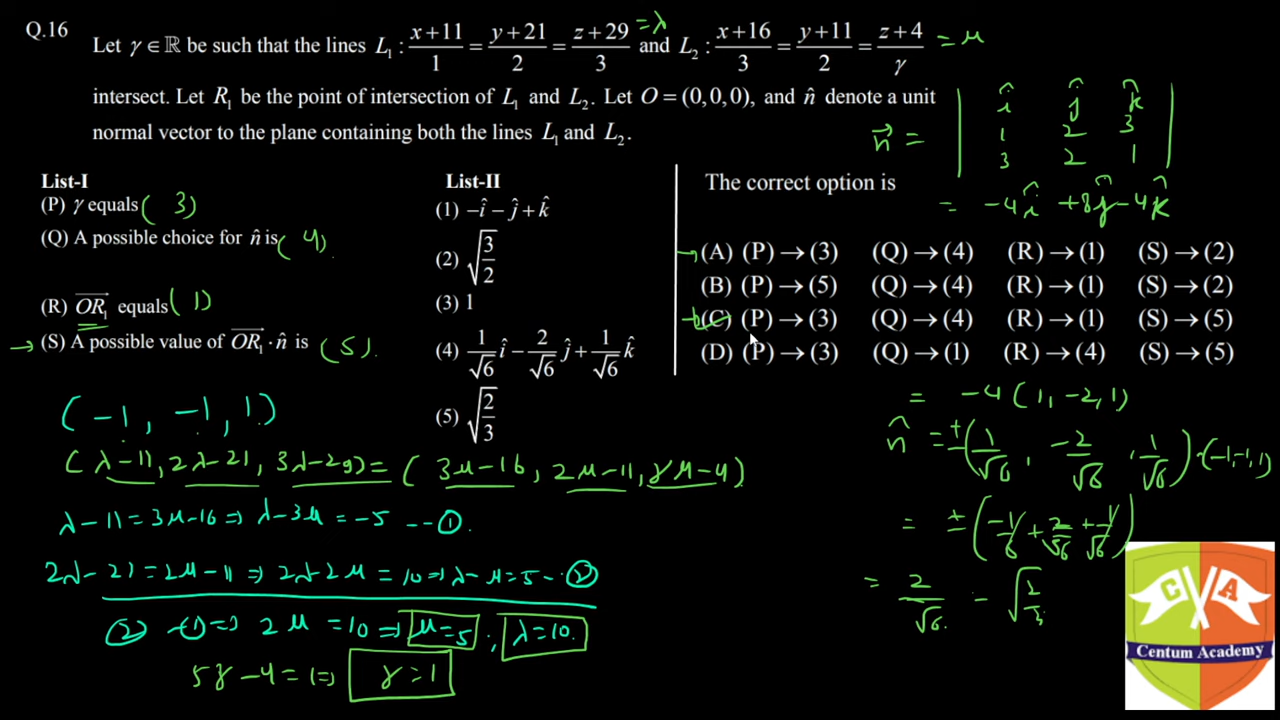 Q.16
Let γ ∈ ℝ be such that the lines L₁ : (x+11)/1 = (y+21)/2 = (z+29)/3 = λ and L₂ : (x+16)/3 = (y+11)/2 = (z+4)/γ = μ
intersect. Let R₁ be the point of intersection of L₁ and L₂. Let O = (0,0,0), and n̂ denote a unit
normal vector to the plane containing both the lines L₁ and L₂.
n⃗ = | î ĵ k̂ |
1 2 3
3 2 1
= -4î + 8ĵ - 4k̂
List-I
(P) γ equals ( 3 )
(Q) A possible choice for n̂ is ( 4 )
(R) OR₁ equals ( 1 )
→ (S) A possible value of OR₁ · n̂ is ( 5 ).
List-II
(1) −î − ĵ + k̂
(2) √(3/2)
(3) 1
(4) 1/√6 î − 2/√6 ĵ + 1/√6 k̂
(5) √(2/3)
The correct option is
(A) (P) → (3) (Q) → (4) (R) → (1) (S) → (2)
(B) (P) → (5) (Q) → (4) (R) → (1) (S) → (2)
(C) (P) → (3) (Q) → (4) (R) → (1) (S) → (5)
(D) (P) → (3) (Q) → (1) (R) → (4) (S) → (5)
(-1, -1, 1)
(λ-11, 2λ-21, 3λ-29) = (3μ-16, 2μ-11, γμ-4)
λ-11 = 3μ-16 ⇒ λ-3μ = -5 --①.
2λ-21 = 2μ-11 ⇒ 2λ-2μ = 10 ⇒ λ-μ = 5 --②
② -① ⇒ 2μ = 10 ⇒ μ=5 ; λ=10.
5γ-4 = 1 ⇒ γ=1
= -4(1, -2, 1)
n̂ = ±(1/√6, -2/√6, 1/√6)·(-1,-1,1)
= ±(-1/6 + 2/√6 + 1/√6)
= 2/√6. = √(2/3)
C A
Centum Academy